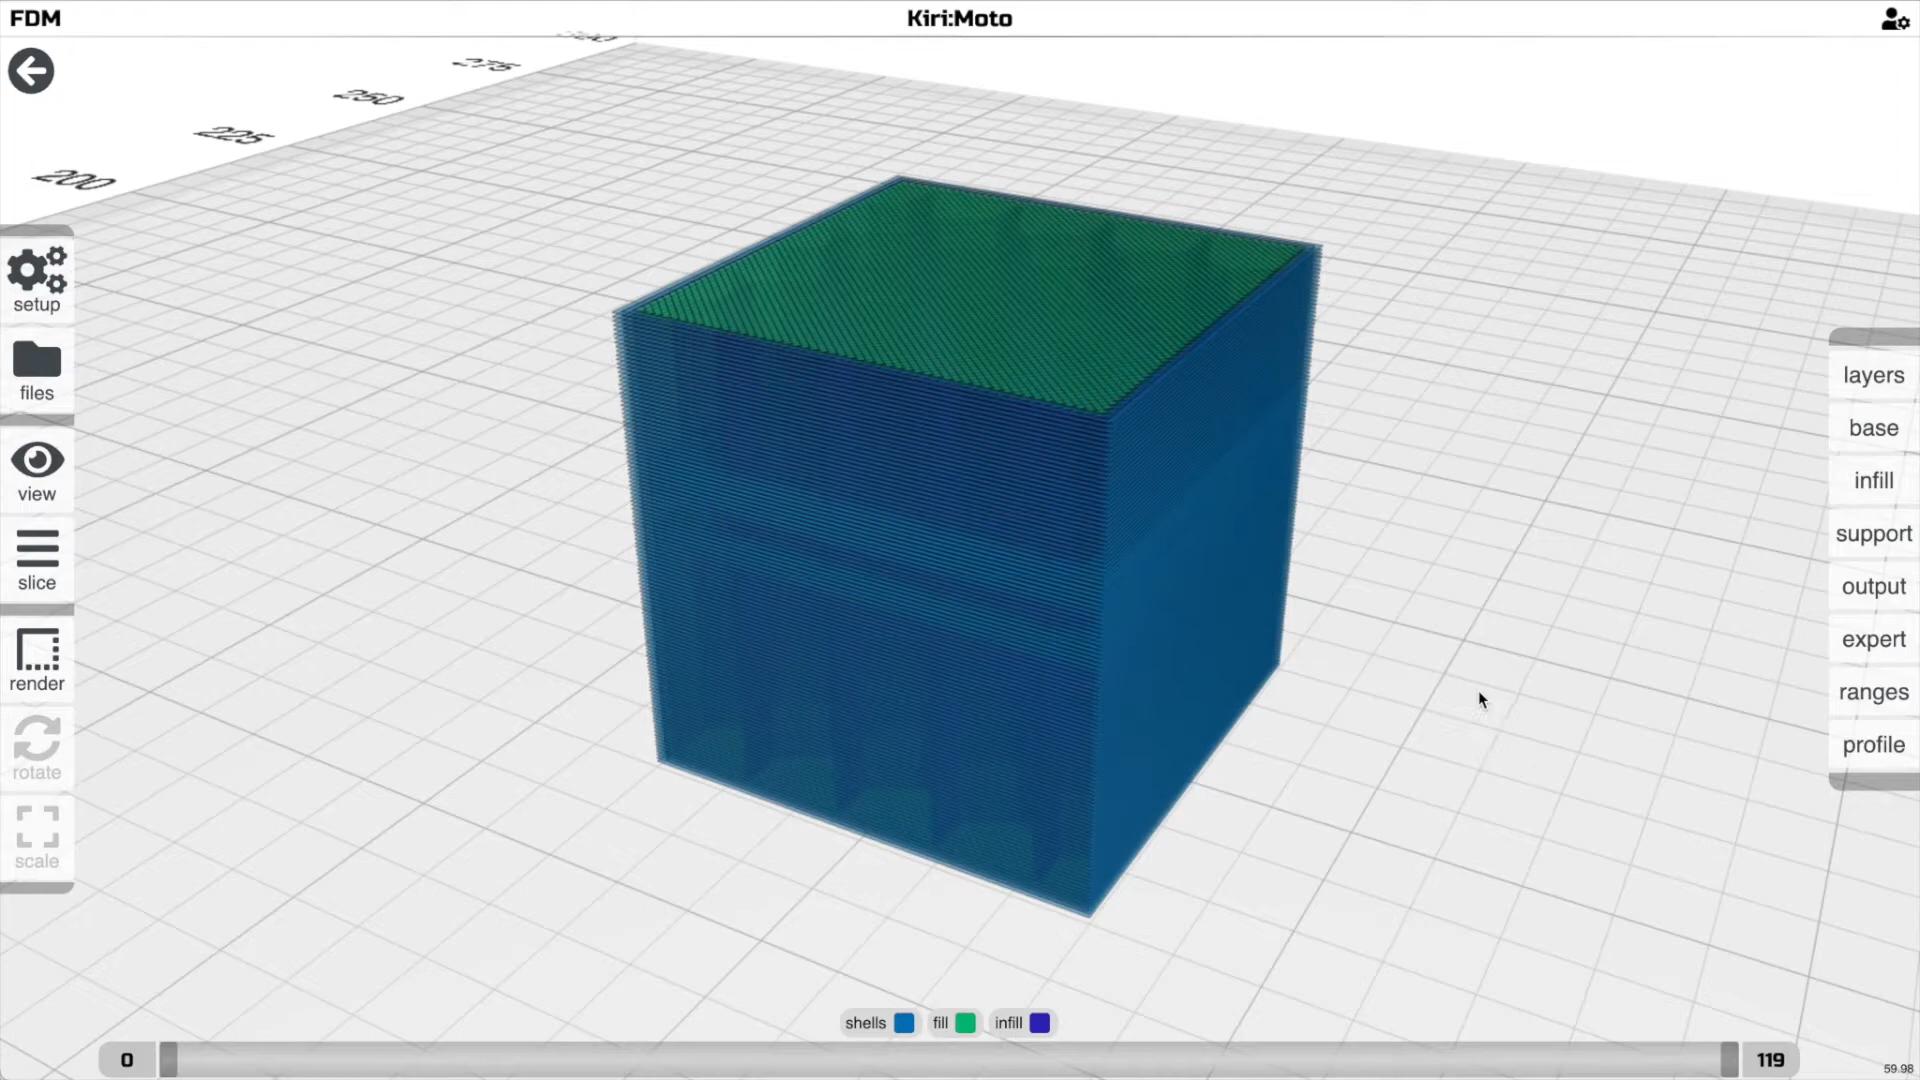 FDM
Kiri:Moto
275
250
225
200
setup
files
view
slice
render
rotate
scale
layers
base
infill
support
output
expert
ranges
profile
shells
fill
infill
0
119
59.98